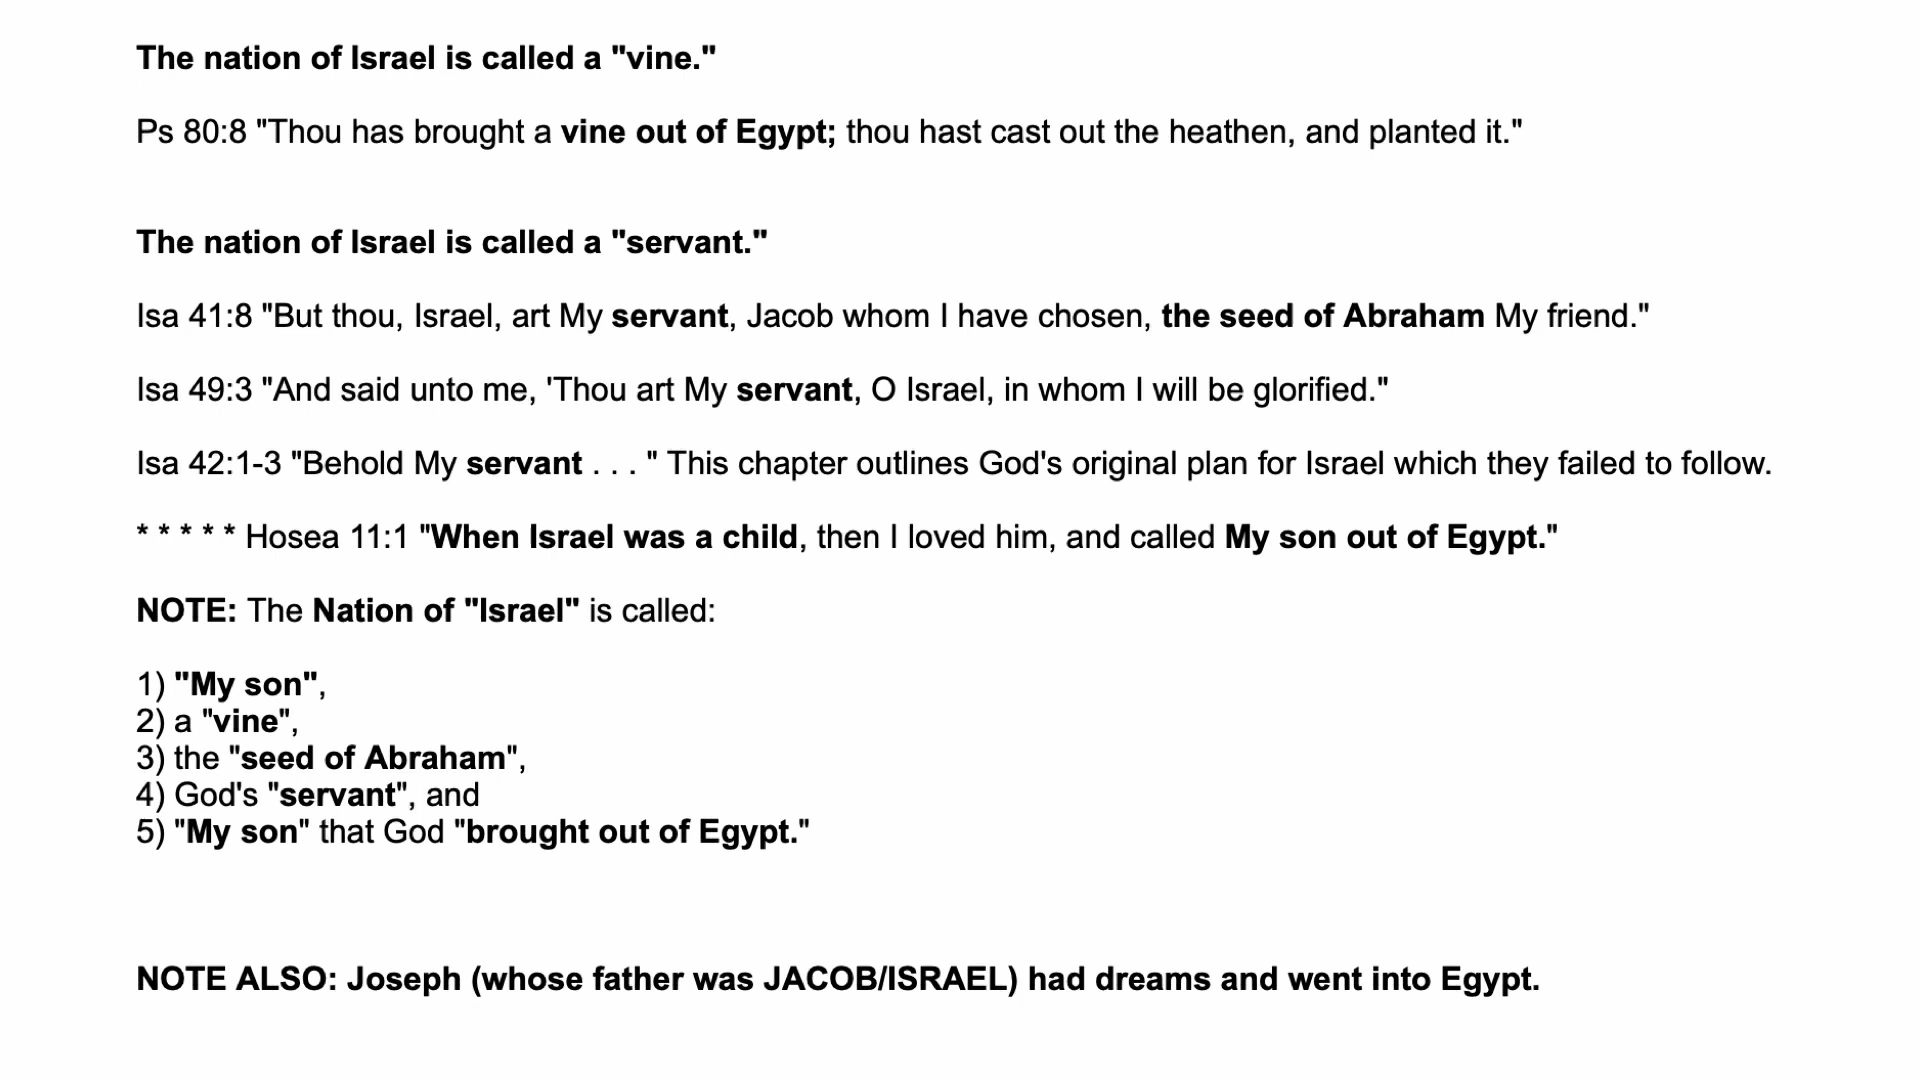 The nation of Israel is called a "vine."
Ps 80:8 "Thou has brought a vine out of Egypt; thou hast cast out the heathen, and planted it."
The nation of Israel is called a "servant."
Isa 41:8 "But thou, Israel, art My servant, Jacob whom I have chosen, the seed of Abraham My friend."
Isa 49:3 "And said unto me, 'Thou art My servant, O Israel, in whom I will be glorified."
Isa 42:1-3 "Behold My servant . . . " This chapter outlines God's original plan for Israel which they failed to follow.
* * * * * Hosea 11:1 "When Israel was a child, then I loved him, and called My son out of Egypt."
NOTE: The Nation of "Israel" is called:
1) "My son",
2) a "vine",
3) the "seed of Abraham",
4) God's "servant", and
5) "My son" that God "brought out of Egypt."
NOTE ALSO: Joseph (whose father was JACOB/ISRAEL) had dreams and went into Egypt.